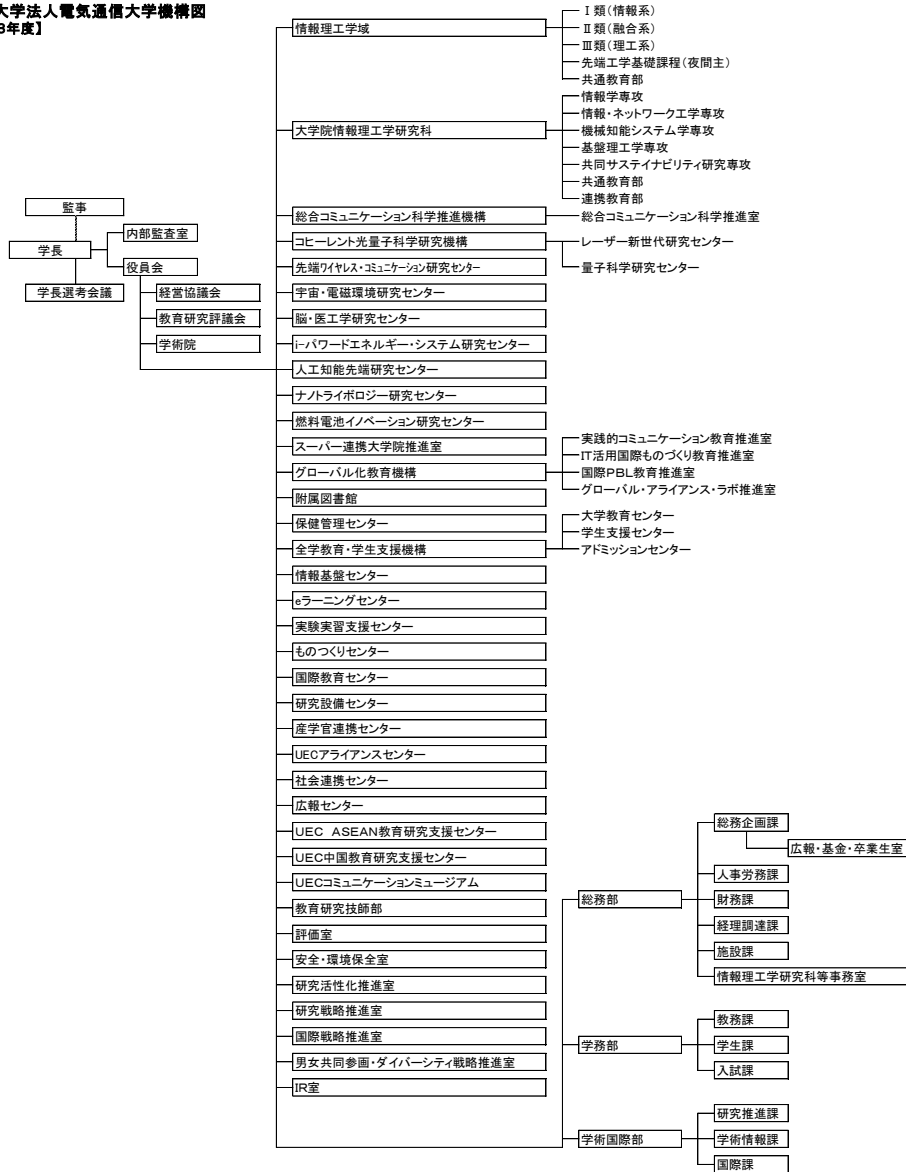 大学法人電気通信大学機構図
年度】
監事
学長
学長選考会議
内部監査室
役員会
経営協議会
教育研究評議会
学術院
情報理工学域
Ⅰ類(情報系)
Ⅱ類(融合系)
Ⅲ類(理工系)
先端工学基礎課程(夜間主)
共通教育部
大学院情報理工学研究科
情報学専攻
情報・ネットワーク工学専攻
機械知能システム学専攻
基盤理工学専攻
共同サステイナビリティ研究専攻
共通教育部
連携教育部
総合コミュニケーション科学推進機構
総合コミュニケーション科学推進室
コヒーレント光量子科学研究機構
レーザー新世代研究センター
量子科学研究センター
先端ワイヤレス・コミュニケーション研究センター
宇宙・電磁環境研究センター
脳・医工学研究センター
i-パワードエネルギー・システム研究センター
人工知能先端研究センター
ナノトライボロジー研究センター
燃料電池イノベーション研究センター
スーパー連携大学院推進室
グローバル化教育機構
実践的コミュニケーション教育推進室
IT活用国際ものづくり教育推進室
国際PBL教育推進室
グローバル・アライアンス・ラボ推進室
附属図書館
保健管理センター
全学教育・学生支援機構
大学教育センター
学生支援センター
アドミッションセンター
情報基盤センター
eラーニングセンター
実験実習支援センター
ものつくりセンター
国際教育センター
研究設備センター
産学官連携センター
UECアライアンスセンター
社会連携センター
広報センター
UEC ASEAN教育研究支援センター
UEC中国教育研究支援センター
UECコミュニケーションミュージアム
教育研究技師部
評価室
安全・環境保全室
研究活性化推進室
研究戦略推進室
国際戦略推進室
男女共同参画・ダイバーシティ戦略推進室
IR室
総務部
総務企画課
広報・基金・卒業生室
人事労務課
財務課
経理調達課
施設課
情報理工学研究科等事務室
学務部
教務課
学生課
入試課
学術国際部
研究推進課
学術情報課
国際課